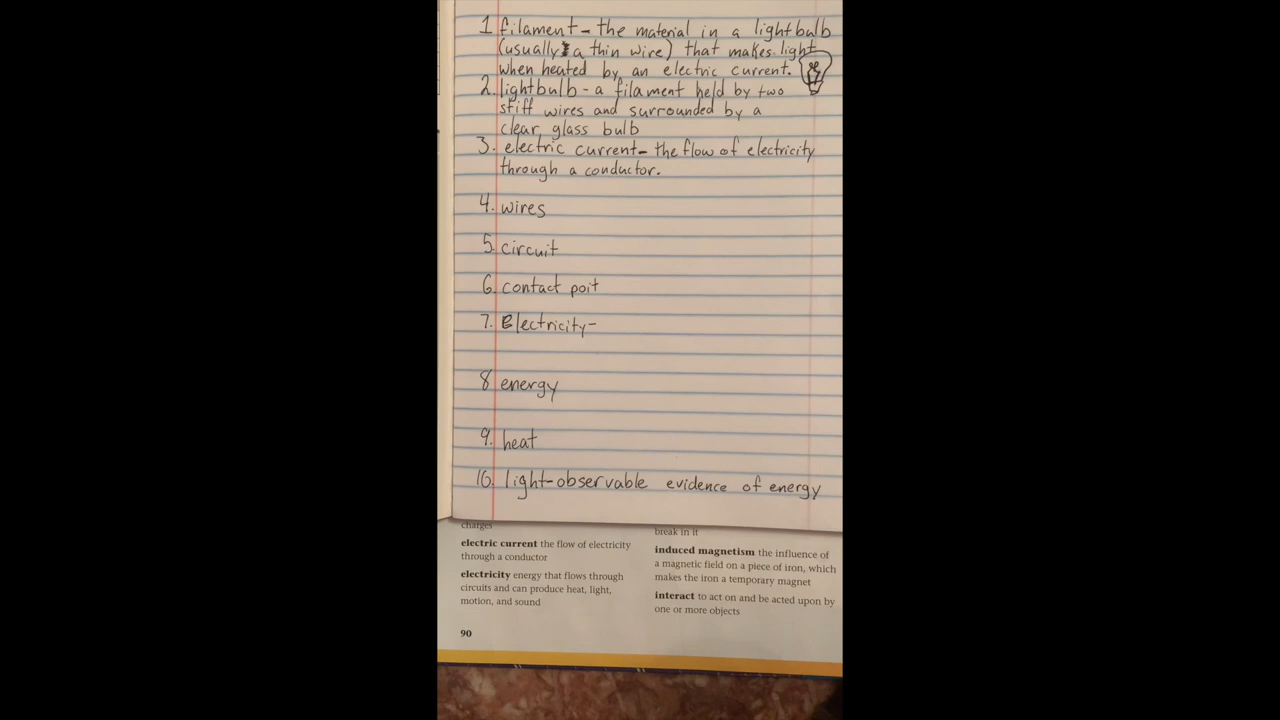 1 filament - the material in a lightbulb
(usually a thin wire) that makes light
when heated by an electric current.
2. lightbulb - a filament held by two
stiff wires and surrounded by a
clear glass bulb
3. electric current - the flow of electricity
through a conductor.
4. wires
5. circuit
6. contact poit
7. Electricity-
8 energy
9. heat
10. light-observable evidence of energy
charges
electric current the flow of electricity
through a conductor
electricity energy that flows through
circuits and can produce heat, light,
motion, and sound
break in it
induced magnetism the influence of
a magnetic field on a piece of iron, which
makes the iron a temporary magnet
interact to act on and be acted upon by
one or more objects
90